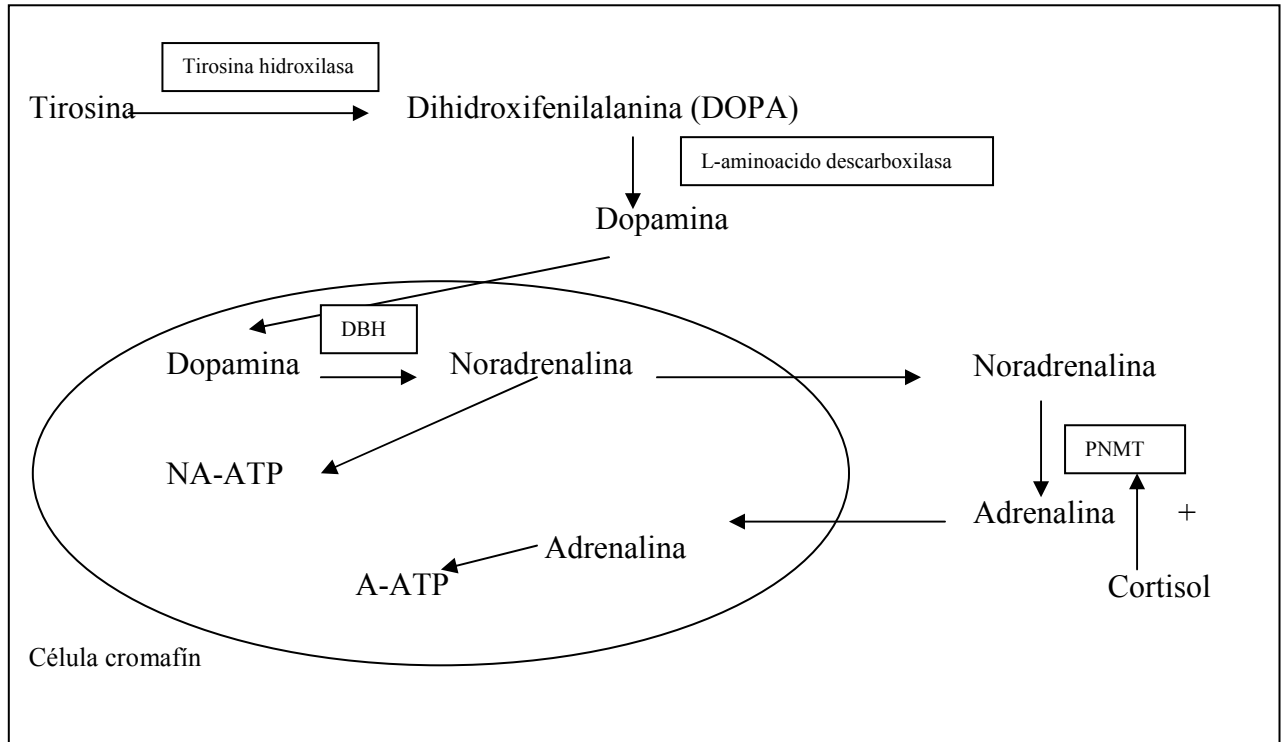 Tirosina hidroxilasa
Tirosina
Dihidroxifenilalanina (DOPA)
L-aminoacido descarboxilasa
Dopamina
DBH
Dopamina
Noradrenalina
Noradrenalina
PNMT
NA-ATP
Adrenalina +
Adrenalina
A-ATP
Cortisol
Célula cromafín